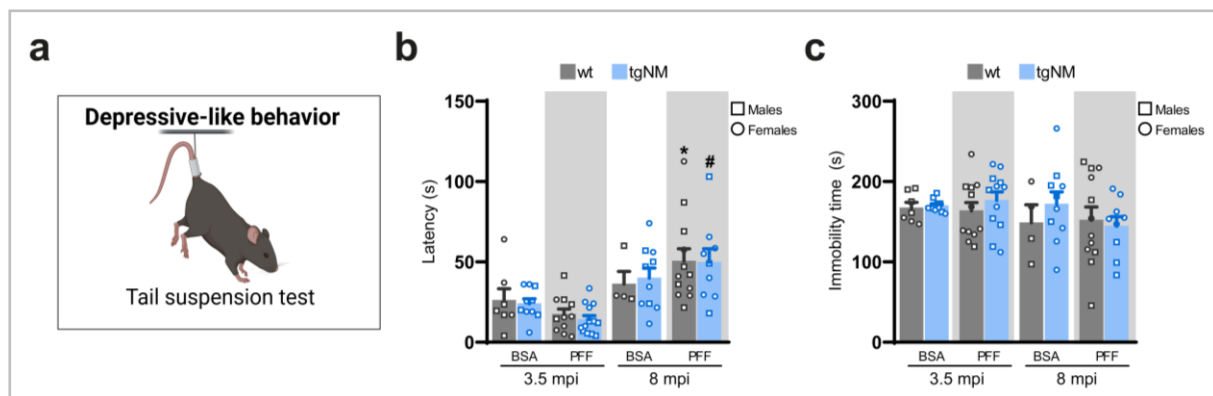 a
Depressive-like behavior
Tail suspension test
b
wt tgNM
Males
Females
Latency (s)
150
100
50
0
* #
BSA PFF BSA PFF
3.5 mpi 8 mpi
c
wt tgNM
Males
Females
Immobility time (s)
300
200
100
0
BSA PFF BSA PFF
3.5 mpi 8 mpi